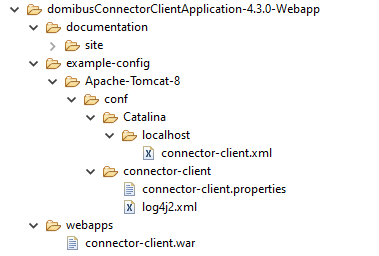 domibusConnectorClientApplication-4.3.0-Webapp
documentation
site
example-config
Apache-Tomcat-8
conf
Catalina
localhost
connector-client.xml
connector-client
connector-client.properties
log4j2.xml
webapps
connector-client.war